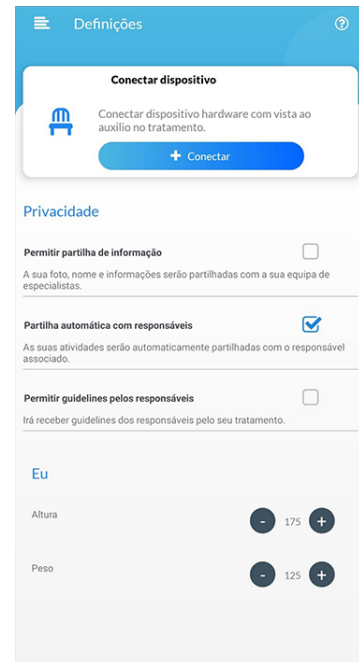 Definições
Conectar dispositivo
Conectar dispositivo hardware com vista ao
auxilio no tratamento.
+ Conectar
Privacidade
Permitir partilha de informação
A sua foto, nome e informações serão partilhadas com a sua equipa de
especialistas.
Partilha automática com responsáveis
As suas atividades serão automaticamente partilhadas com o responsável
associado.
Permitir guidelines pelos responsáveis
Irá receber guidelines dos responsáveis pelo seu tratamento.
Eu
Altura - 175 +
Peso - 125 +